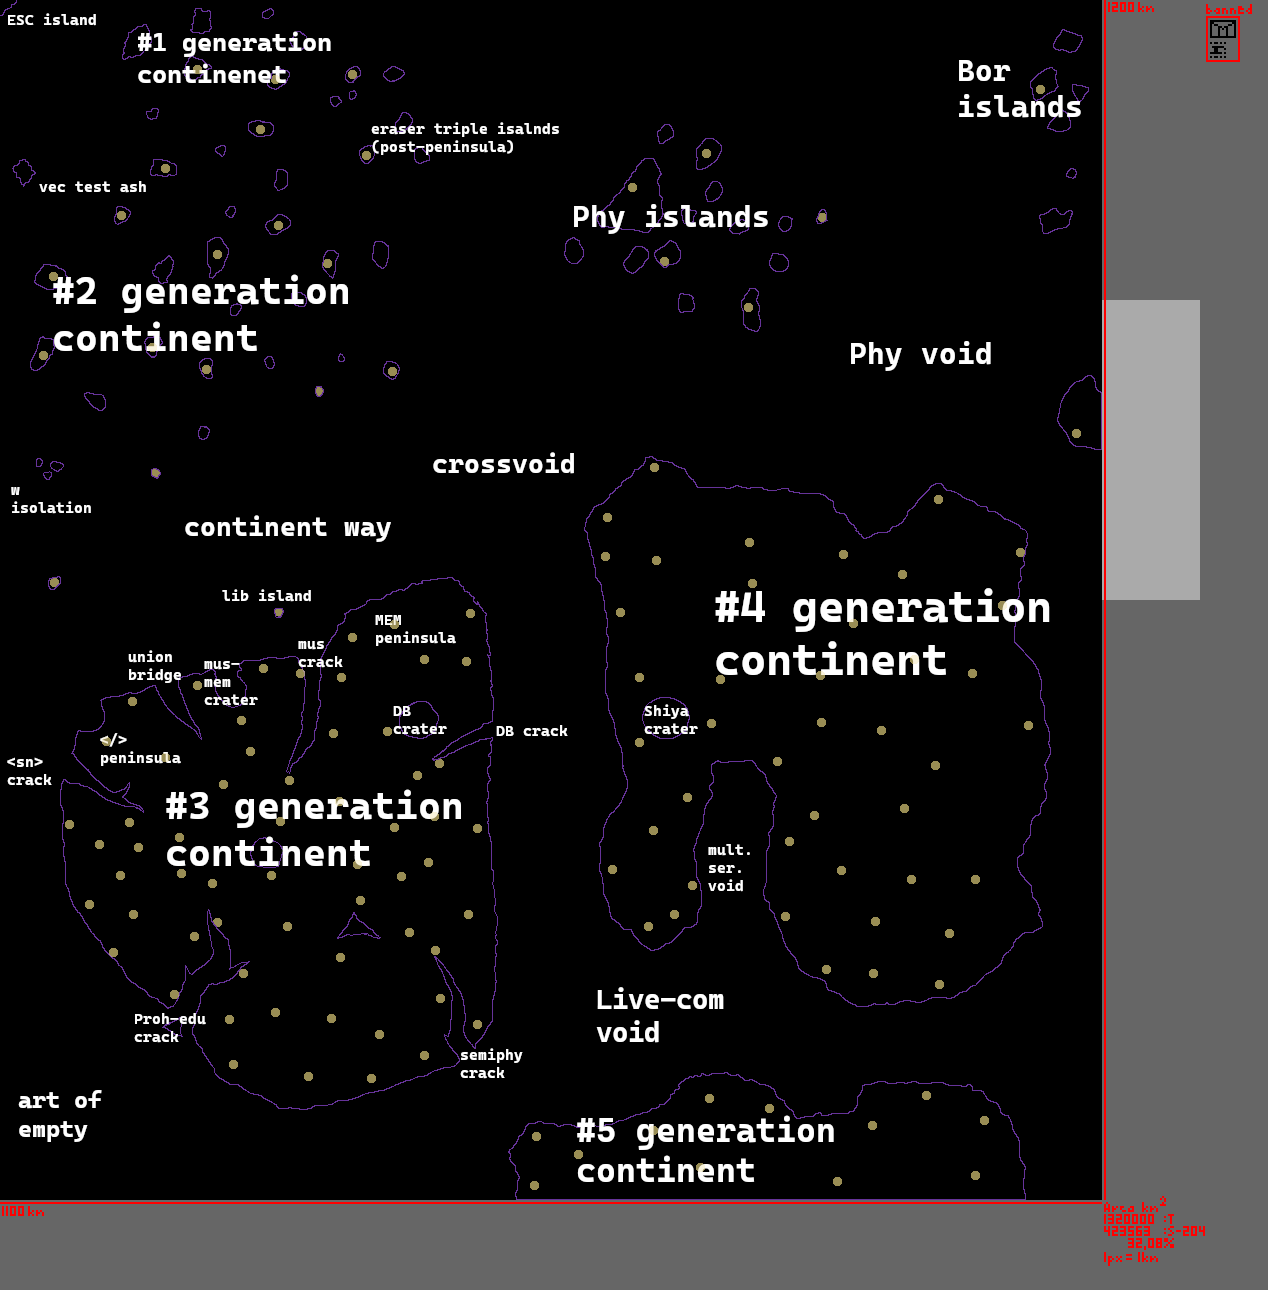 ESC island
#1 generation
continenet
1200 km
banned
Bor
islands
eraser triple isalnds
(post-peninsula)
vec test ash
Phy islands
#2 generation
continent
Phy void
crossvoid
w
isolation
continent way
lib island
MEM
peninsula
#4 generation
continent
mus
crack
union
bridge
mus-
mem
crater
DB
crater
Shiya
crater
DB crack
</>
peninsula
<sn>
crack
#3 generation
continent
mult.
ser.
void
Live-com
void
Proh-edu
crack
semiphy
crack
art of
empty
#5 generation
continent
1100 km
Area km²
1320000 :T
423563 :S-204
32,08%
1px = 1km